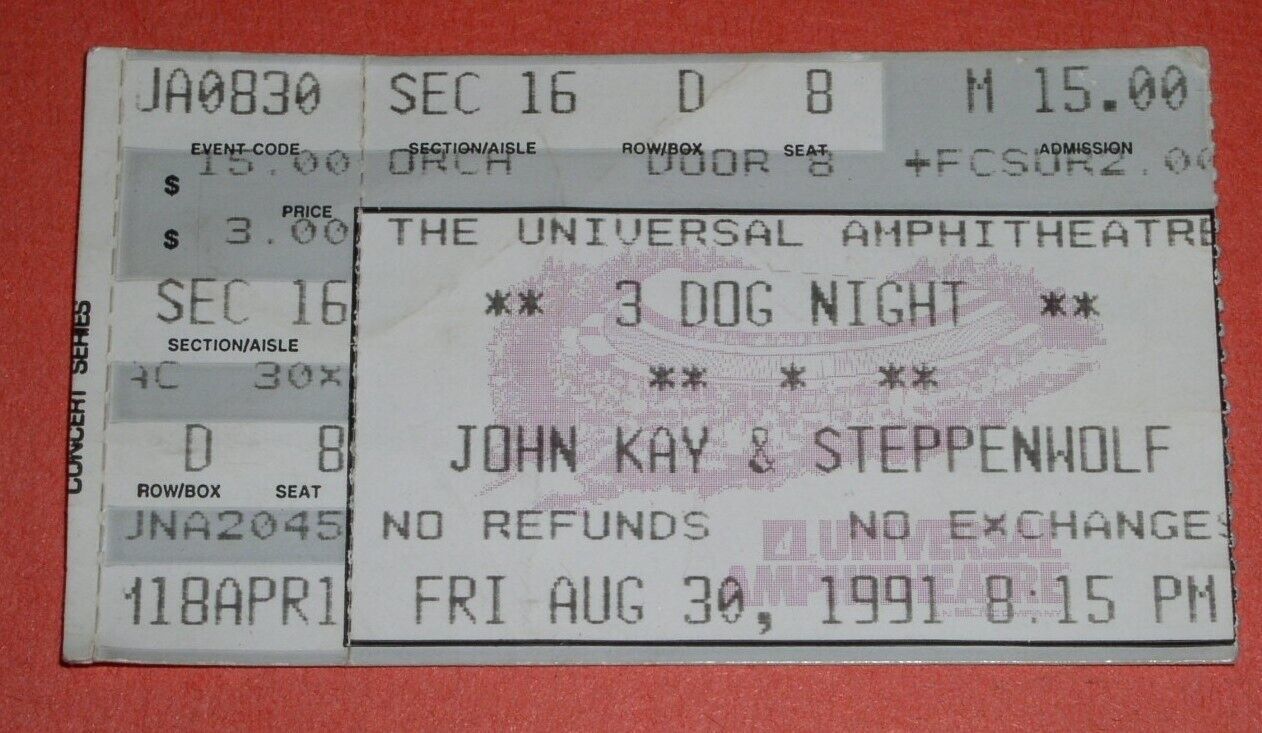 JA0830 SEC 16 D 8 M 15.00
EVENT CODE SECTION/AISLE ROW/BOX SEAT ADMISSION
$ 15.00 ORCH DOOR 8 +FCSUR2.00
PRICE
$ 3.00 THE UNIVERSAL AMPHITHEATRE
SEC 16 ** 3 DOG NIGHT **
SECTION/AISLE
AC 30X ** * **
D 8 JOHN KAY & STEPPENWOLF
ROW/BOX SEAT
JNA2045 NO REFUNDS NO EXCHANGES
UNIVERSAL
AMPHITHEATRE
118APR1 FRI AUG 30, 1991 8:15 PM
CONCERT SERIES